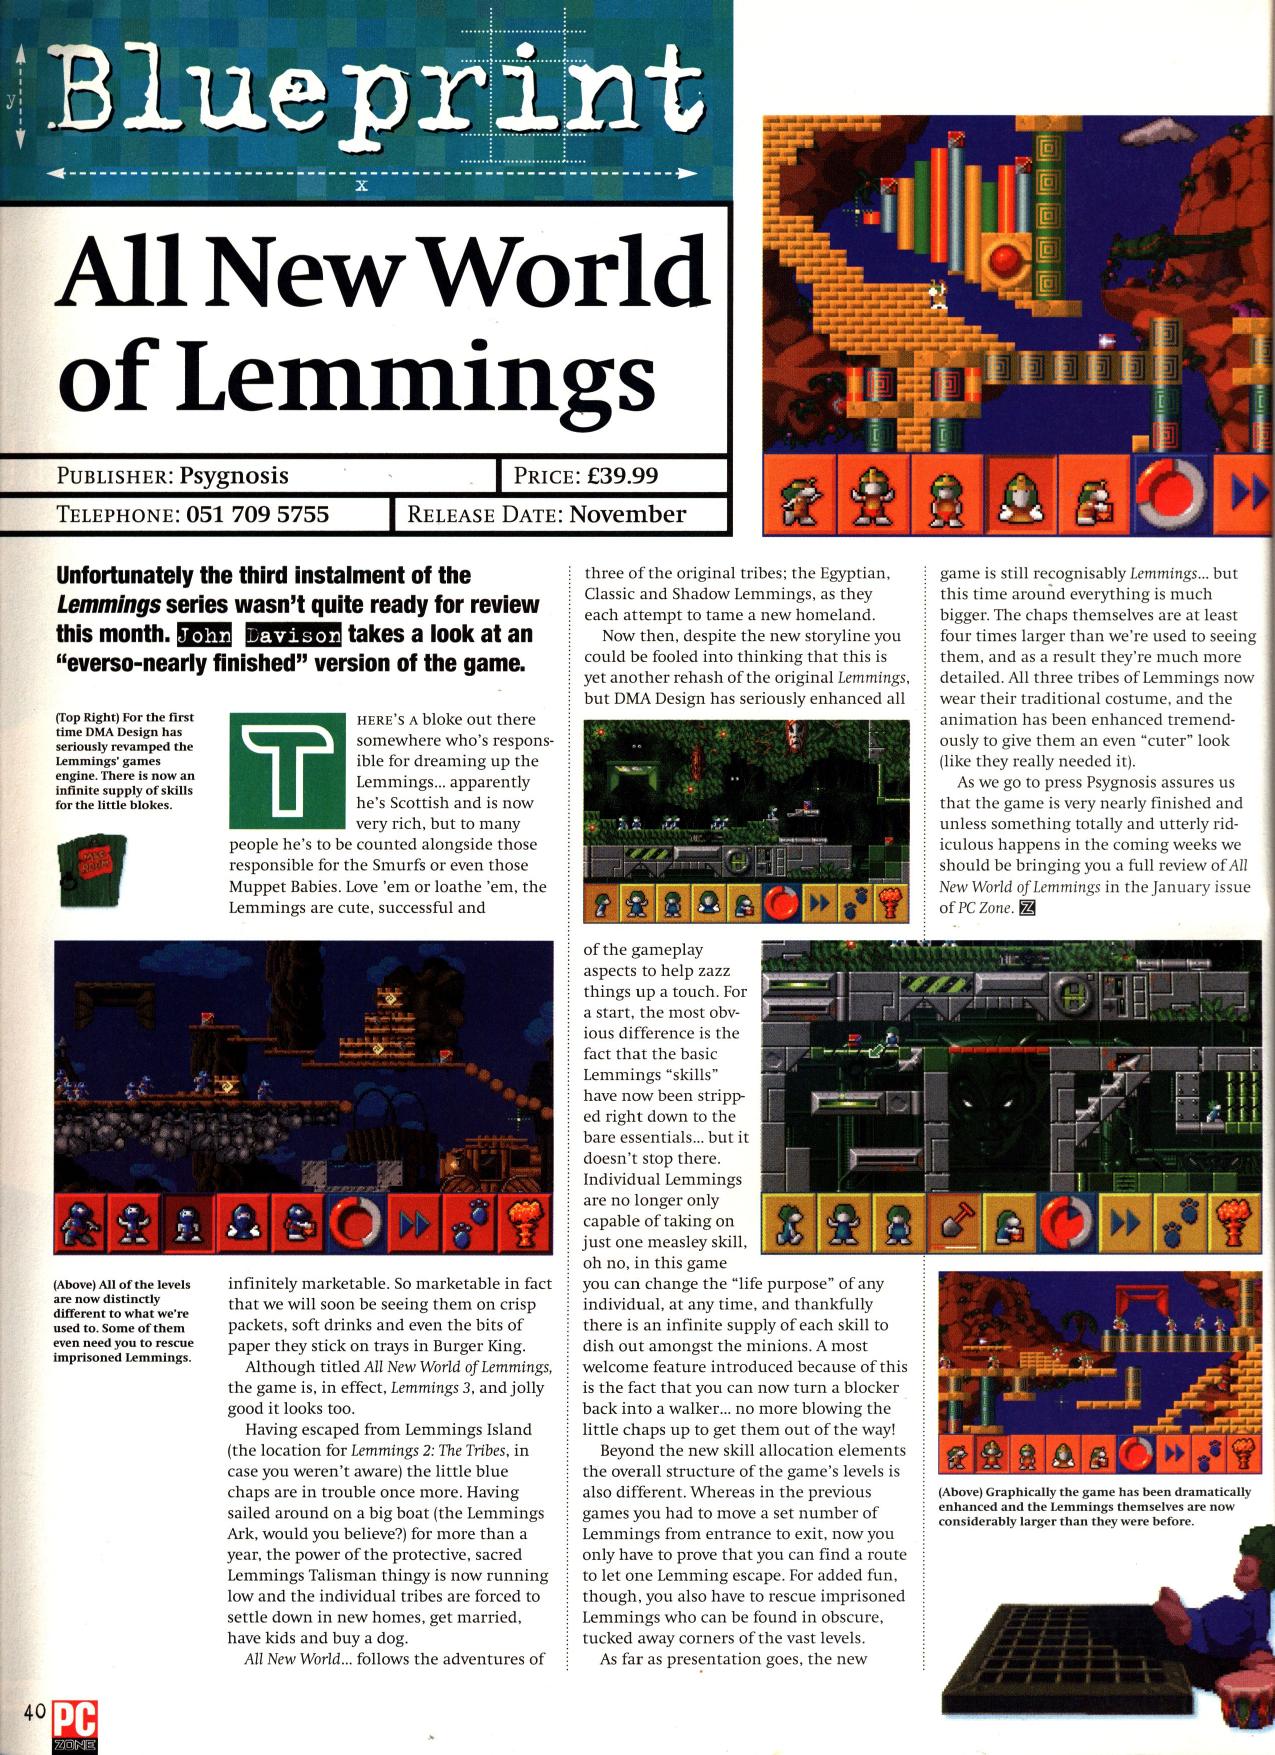 Blueprint
y
x
All New World
of Lemmings
PUBLISHER: Psygnosis
PRICE: £39.99
TELEPHONE: 051 709 5755
RELEASE DATE: November
Unfortunately the third instalment of the
Lemmings series wasn't quite ready for review
this month. John Davison takes a look at an
"everso-nearly finished" version of the game.
(Top Right) For the first
time DMA Design has
seriously revamped the
Lemmings' games
engine. There is now an
infinite supply of skills
for the little blokes.
THERE'S A bloke out there
somewhere who's respons-
ible for dreaming up the
Lemmings... apparently
he's Scottish and is now
very rich, but to many
people he's to be counted alongside those
responsible for the Smurfs or even those
Muppet Babies. Love 'em or loathe 'em, the
Lemmings are cute, successful and
(Above) All of the levels
are now distinctly
different to what we're
used to. Some of them
even need you to rescue
imprisoned Lemmings.
infinitely marketable. So marketable in fact
that we will soon be seeing them on crisp
packets, soft drinks and even the bits of
paper they stick on trays in Burger King.
Although titled All New World of Lemmings,
the game is, in effect, Lemmings 3, and jolly
good it looks too.
Having escaped from Lemmings Island
(the location for Lemmings 2: The Tribes, in
case you weren't aware) the little blue
chaps are in trouble once more. Having
sailed around on a big boat (the Lemmings
Ark, would you believe?) for more than a
year, the power of the protective, sacred
Lemmings Talisman thingy is now running
low and the individual tribes are forced to
settle down in new homes, get married,
have kids and buy a dog.
All New World... follows the adventures of
three of the original tribes; the Egyptian,
Classic and Shadow Lemmings, as they
each attempt to tame a new homeland.
Now then, despite the new storyline you
could be fooled into thinking that this is
yet another rehash of the original Lemmings,
but DMA Design has seriously enhanced all
of the gameplay
aspects to help zazz
things up a touch. For
a start, the most obv-
ious difference is the
fact that the basic
Lemmings "skills"
have now been stripp-
ed right down to the
bare essentials... but it
doesn't stop there.
Individual Lemmings
are no longer only
capable of taking on
just one measley skill,
oh no, in this game
you can change the "life purpose" of any
individual, at any time, and thankfully
there is an infinite supply of each skill to
dish out amongst the minions. A most
welcome feature introduced because of this
is the fact that you can now turn a blocker
back into a walker... no more blowing the
little chaps up to get them out of the way!
Beyond the new skill allocation elements
the overall structure of the game's levels is
also different. Whereas in the previous
games you had to move a set number of
Lemmings from entrance to exit, now you
only have to prove that you can find a route
to let one Lemming escape. For added fun,
though, you also have to rescue imprisoned
Lemmings who can be found in obscure,
tucked away corners of the vast levels.
As far as presentation goes, the new
game is still recognisably Lemmings... but
this time around everything is much
bigger. The chaps themselves are at least
four times larger than we're used to seeing
them, and as a result they're much more
detailed. All three tribes of Lemmings now
wear their traditional costume, and the
animation has been enhanced tremend-
ously to give them an even "cuter" look
(like they really needed it).
As we go to press Psygnosis assures us
that the game is very nearly finished and
unless something totally and utterly rid-
iculous happens in the coming weeks we
should be bringing you a full review of All
New World of Lemmings in the January issue
of PC Zone. Z
(Above) Graphically the game has been dramatically
enhanced and the Lemmings themselves are now
considerably larger than they were before.
40 PC
ZONE